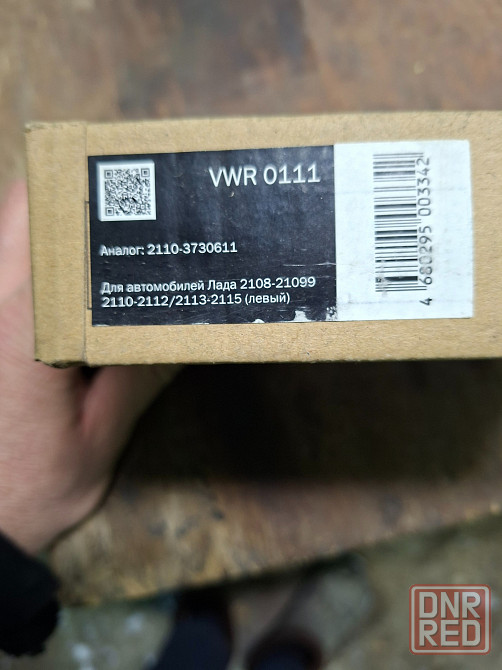 VWR 0111
Аналог: 2110-3730611
Для автомобилей Лада 2108-21099
2110-2112/2113-2115 (левый)
4 680295 003342
DNR
RED